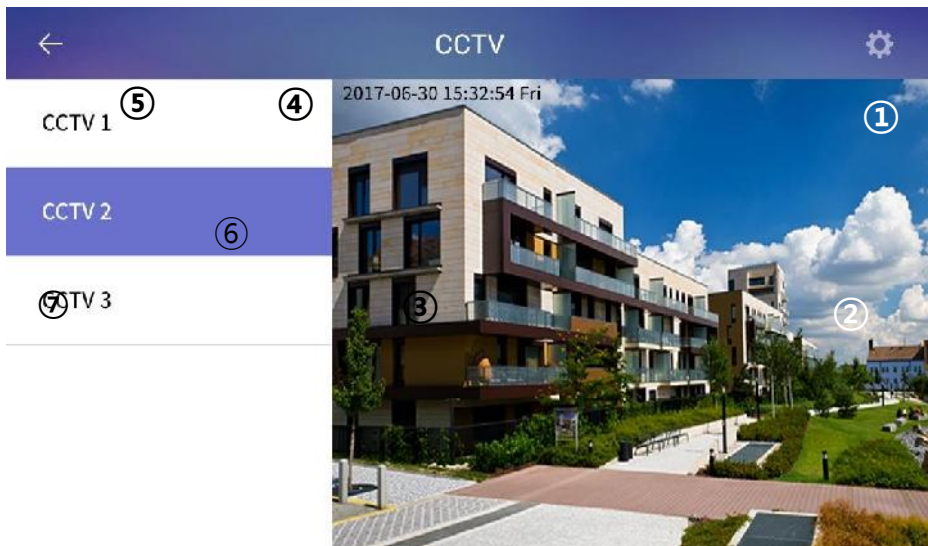 CCTV
2017-06-30 15:32:54 Fri
⑤ ④ ①
CCTV 1
CCTV 2
⑥
⑦ TV 3
③ ②